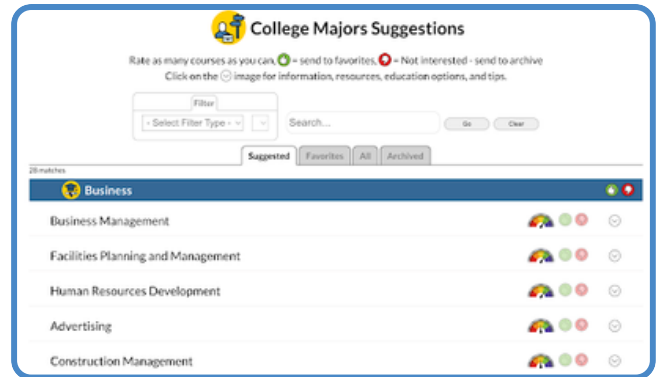 College Majors Suggestions
Rate as many courses as you can, = send to favorites, = Not interested - send to archive
Click on the image for information, resources, education options, and tips.
Filter
- Select Filter Type -
Search...
Go
Clear
Suggested Favorites All Archived
28 matches
Business
Business Management
Facilities Planning and Management
Human Resources Development
Advertising
Construction Management